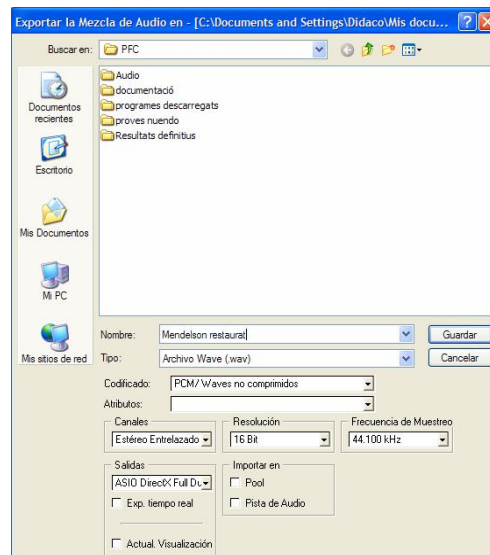 Exportar la Mezcla de Audio en - [C:\Documents and Settings\Didaco\Mis docu...
Buscar en: PFC
Documentos recientes
Escritorio
Mis Documentos
Mi PC
Mis sitios de red
Audio
documentació
programes descarregats
proves nuendo
Resultats definitius
Nombre: Mendelson restaurat Guardar
Tipo: Archivo Wave (.wav) Cancelar
Codificado: PCM/Waves no comprimidos
Atributos:
Canales Resolución Frecuencia de Muestreo
Estéreo Entrelazado 16 Bit 44.100 kHz
Salidas Importar en
ASIO DirectX Full Du Pool
Exp. tiempo real Pista de Audio
Actual. Visualización